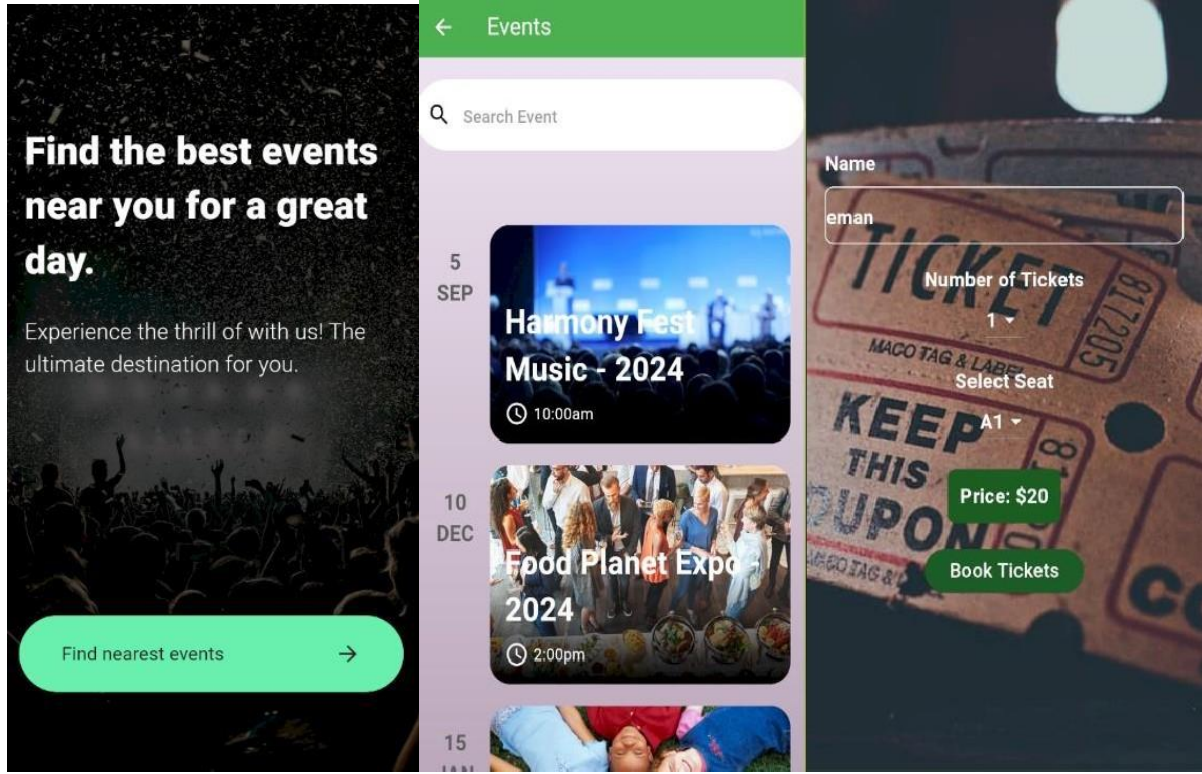 Find the best events
near you for a great
day.
Experience the thrill of with us! The
ultimate destination for you.
Find nearest events
Events
Search Event
5
SEP
Harmony Fest
Music - 2024
10:00am
10
DEC
Food Planet Expo -
2024
2:00pm
15
Name
eman
TICKET
817205
Number of Tickets
1
MACO TAG & LABEL
Select Seat
A1
KEEP
THIS
COUPON
Price: $20
Book Tickets